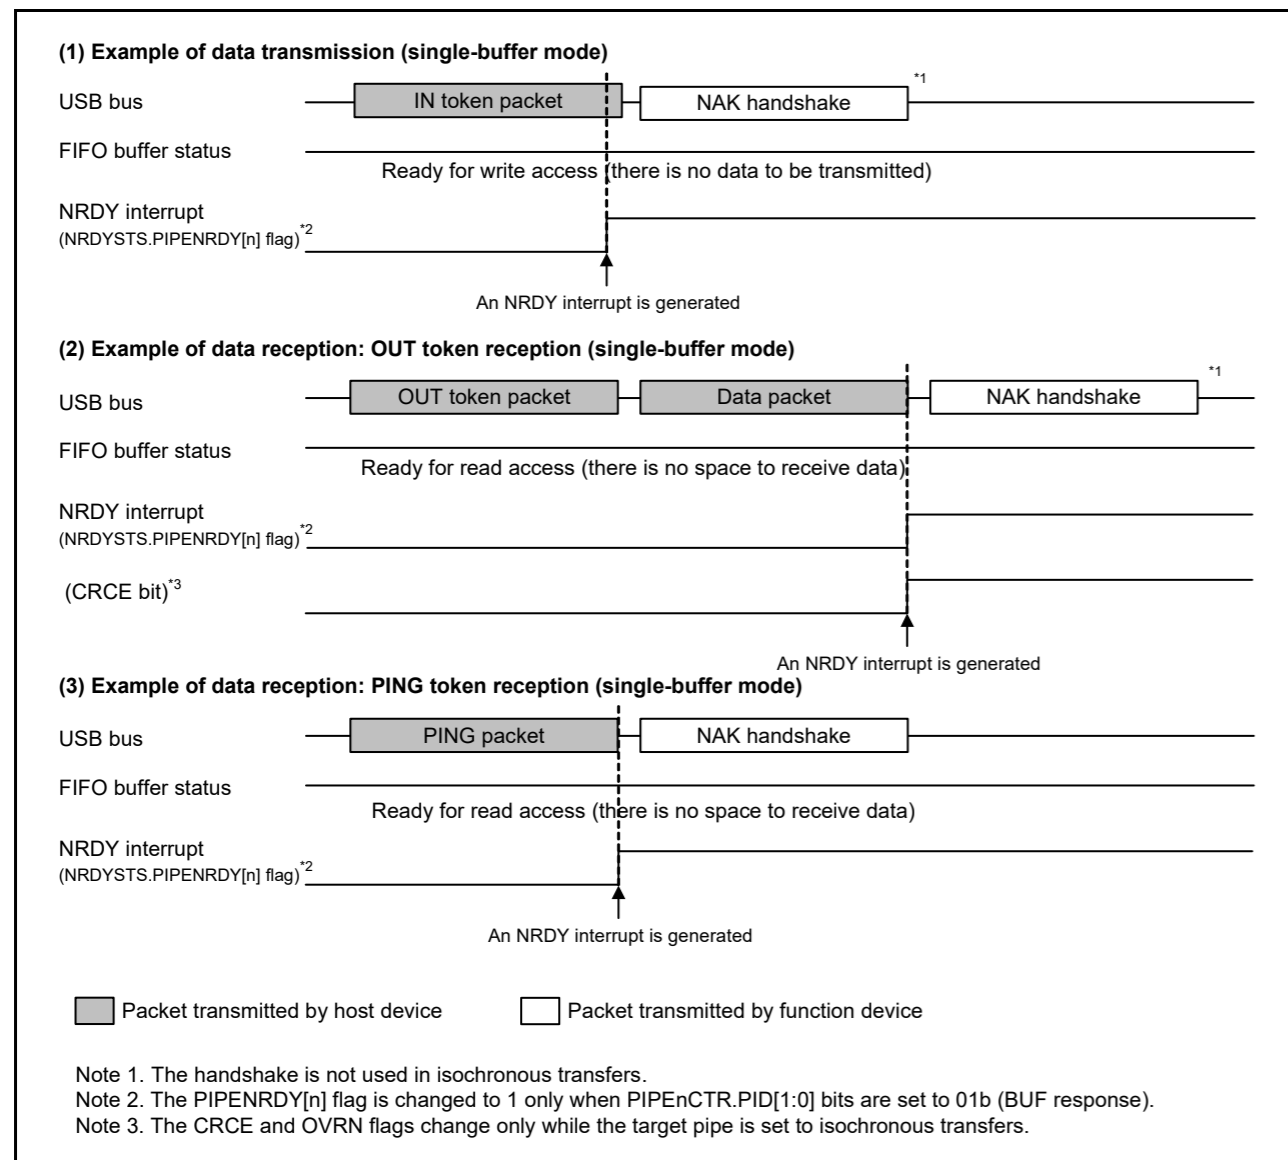 (1) Example of data transmission (single-buffer mode)
USB bus
IN token packet
NAK handshake
*1
FIFO buffer status
Ready for write access (there is no data to be transmitted)
NRDY interrupt
(NRDYSTS.PIPENRDY[n] flag)*2
An NRDY interrupt is generated
(2) Example of data reception: OUT token reception (single-buffer mode)
USB bus
OUT token packet
Data packet
NAK handshake
*1
FIFO buffer status
Ready for read access (there is no space to receive data)
NRDY interrupt
(NRDYSTS.PIPENRDY[n] flag)*2
(CRCE bit)*3
An NRDY interrupt is generated
(3) Example of data reception: PING token reception (single-buffer mode)
USB bus
PING packet
NAK handshake
FIFO buffer status
Ready for read access (there is no space to receive data)
NRDY interrupt
(NRDYSTS.PIPENRDY[n] flag)*2
An NRDY interrupt is generated
Packet transmitted by host device
Packet transmitted by function device
Note 1. The handshake is not used in isochronous transfers.
Note 2. The PIPENRDY[n] flag is changed to 1 only when PIPEnCTR.PID[1:0] bits are set to 01b (BUF response).
Note 3. The CRCE and OVRN flags change only while the target pipe is set to isochronous transfers.